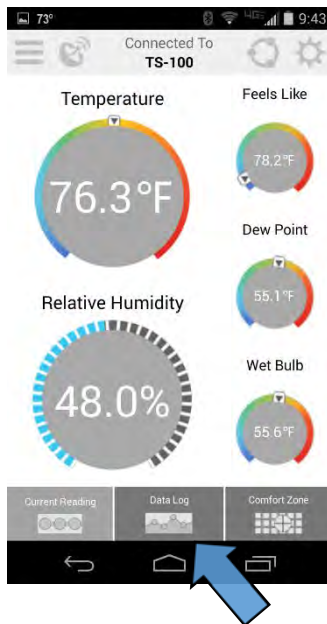 73° 4G 9:43
Connected To
TS-100
Temperature
76.3°F
Feels Like
78.2°F
Dew Point
55.1°F
Relative Humidity
48.0%
Wet Bulb
55.6°F
Current Reading
Data Log
Comfort Zone